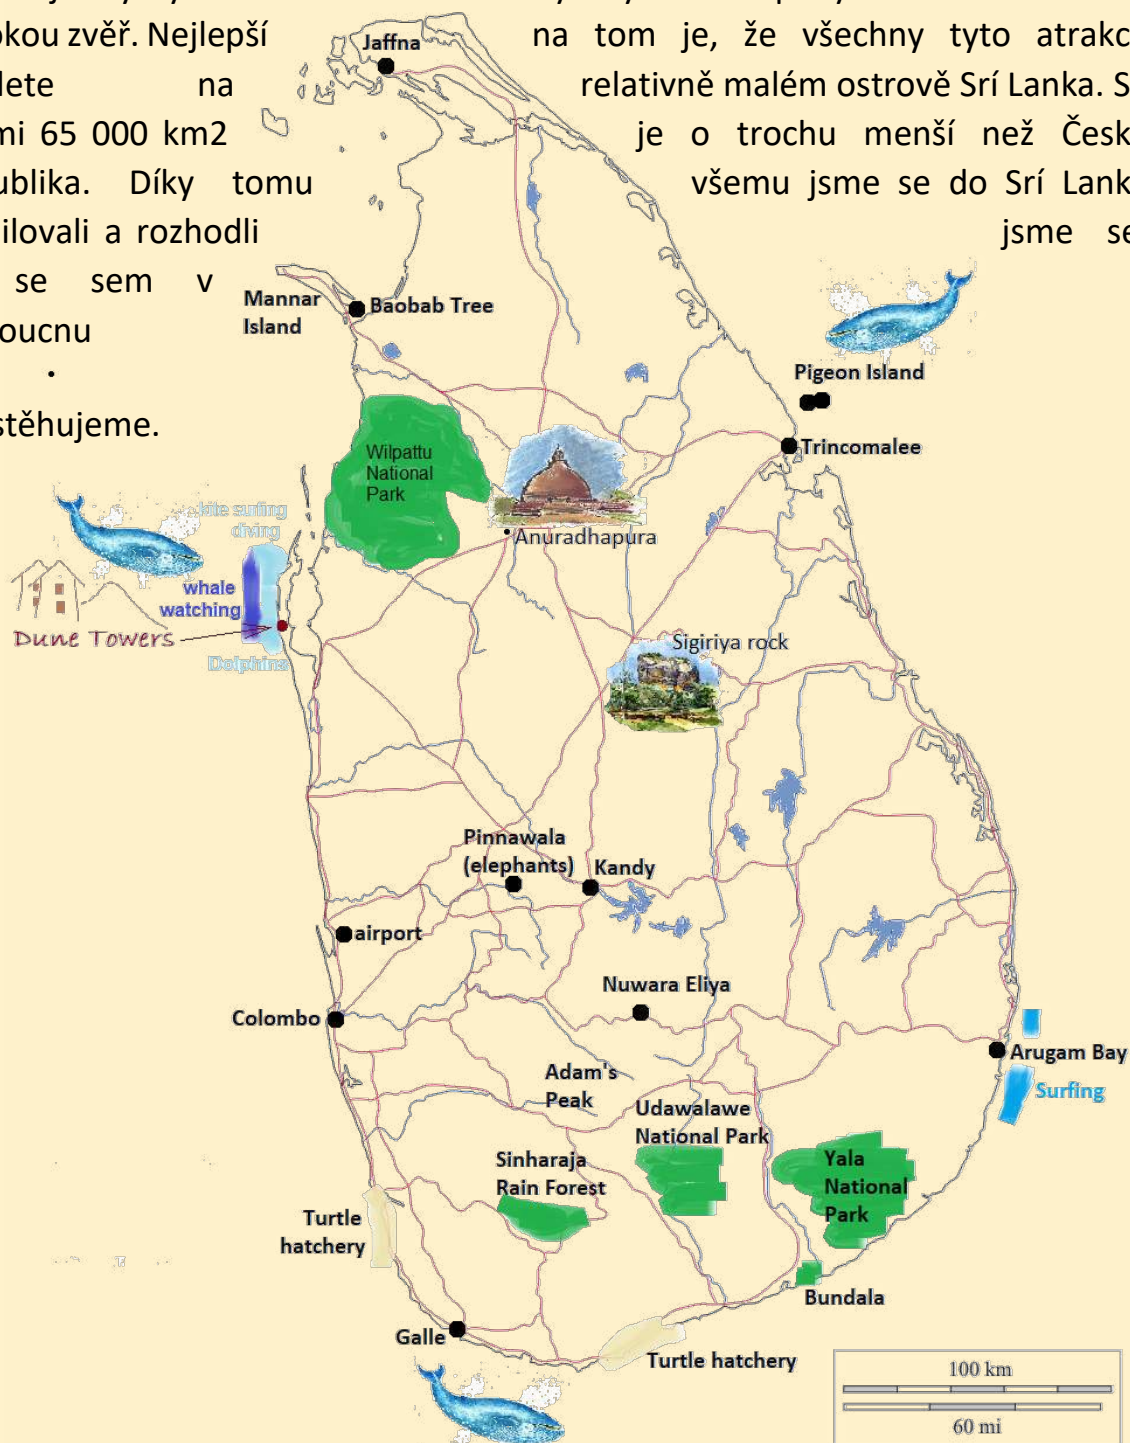 okou zvěř. Nejlepší
na tom je, že všechny tyto atrakc
lete na
relativně malém ostrově Srí Lanka. S
mi 65 000 km2
je o trochu menší než Česk
ublika. Díky tomu
všemu jsme se do Srí Lank
ilovali a rozhodli
jsme se
se sem v
oucnu
.
stěhujeme.
Jaffna
Mannar
Island
Baobab Tree
Pigeon Island
Trincomalee
Wilpattu
National
Park
Anuradhapura
kite surfing
diving
whale
watching
Dune Towers
Dolphins
Sigiriya rock
Pinnawala
(elephants)
Kandy
airport
Nuwara Eliya
Colombo
Arugam Bay
Surfing
Adam's
Peak
Udawalawe
National Park
Sinharaja
Rain Forest
Yala
National
Park
Turtle
hatchery
Bundala
Galle
Turtle hatchery
100 km
60 mi